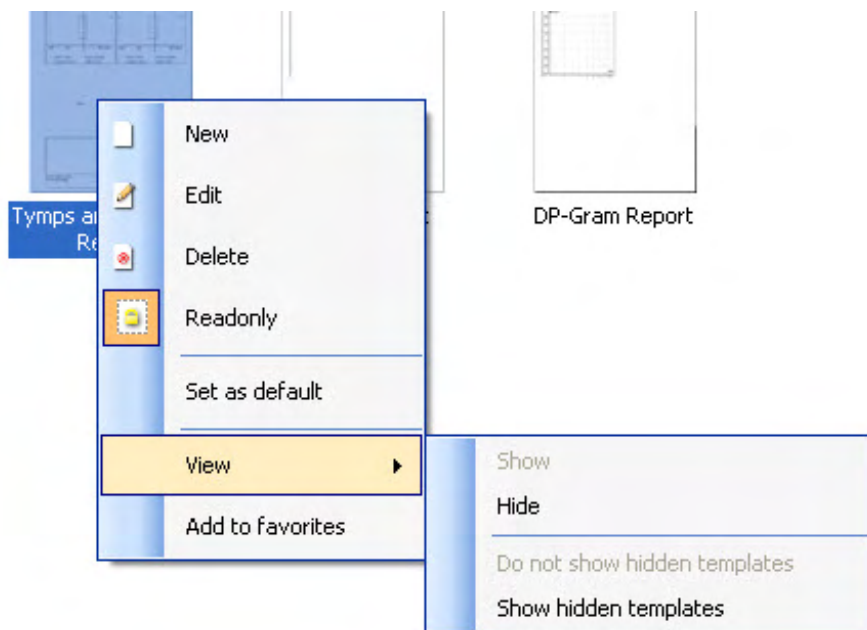 Tymps
DP-Gram Report
New
Edit
Delete
Readonly
Set as default
View
Add to favorites
Show
Hide
Do not show hidden templates
Show hidden templates